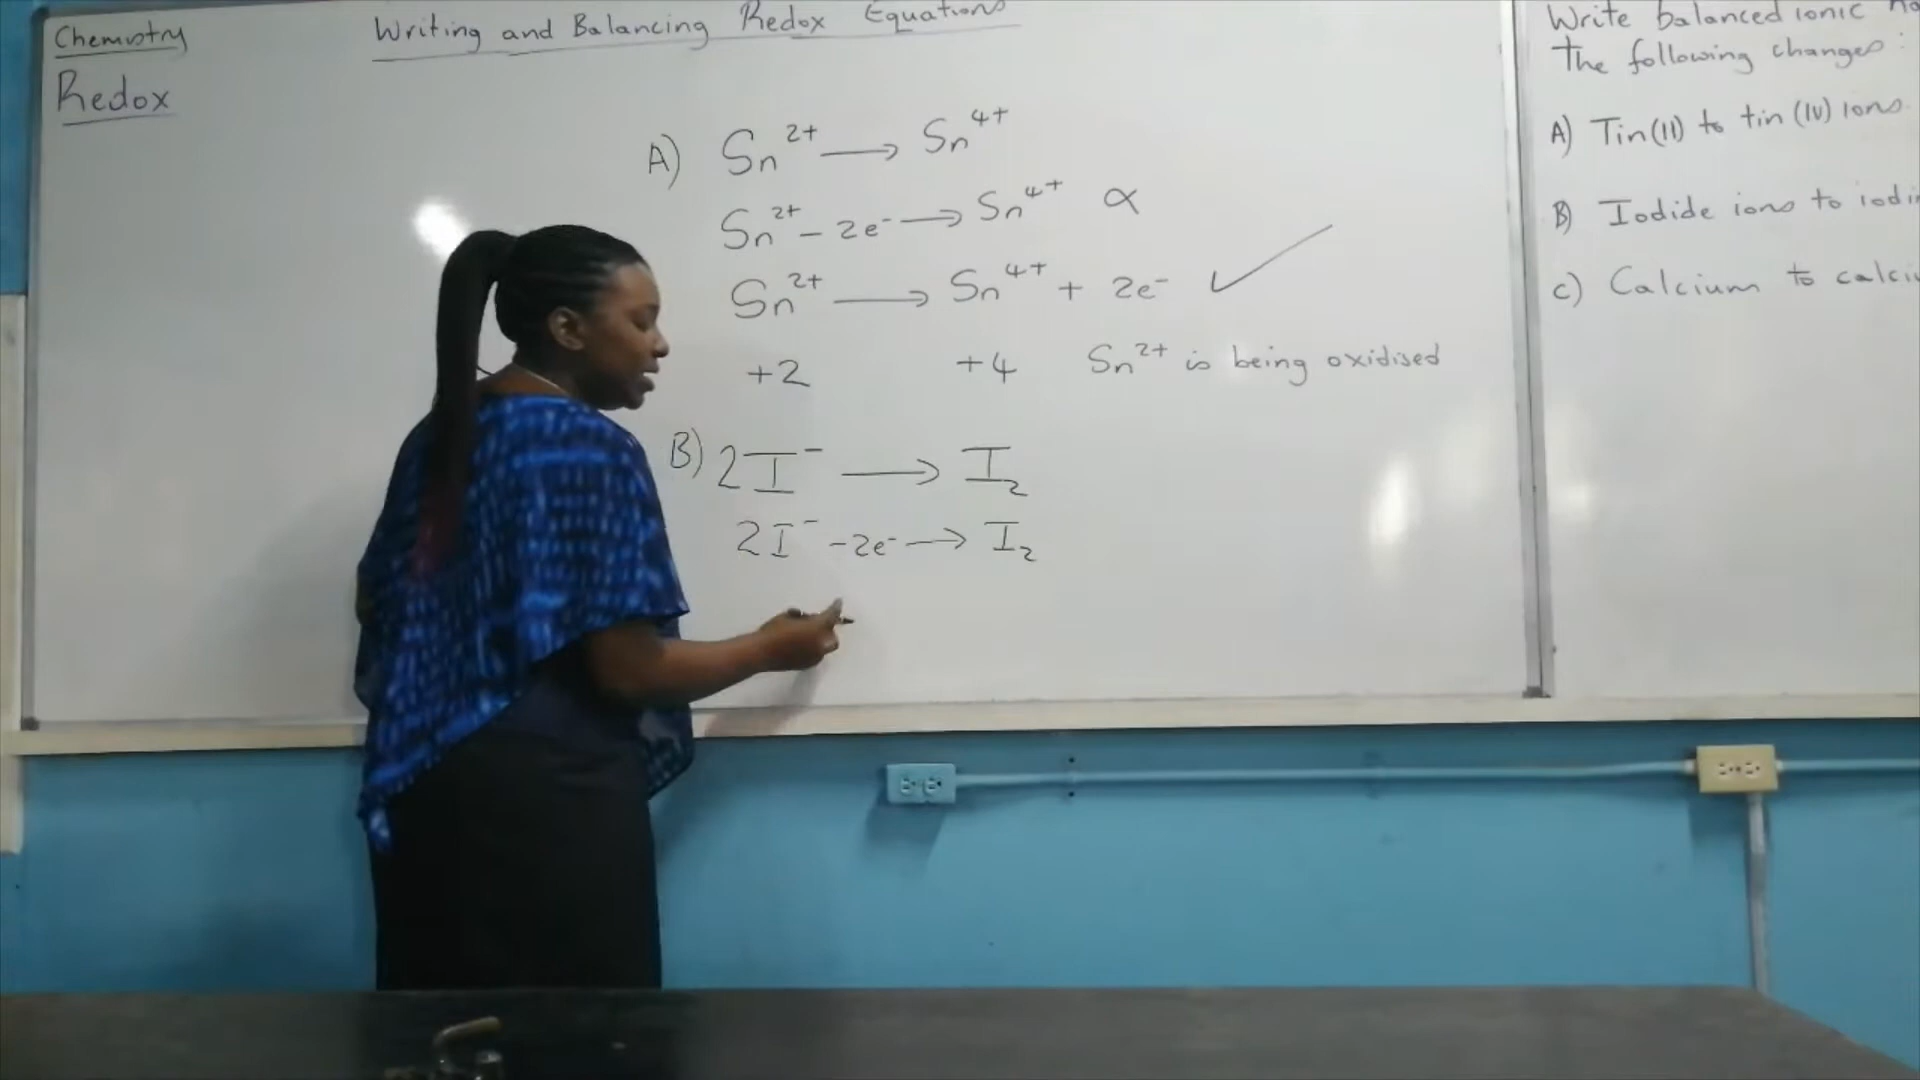 Chemistry
Redox
Writing and Balancing Redox Equations
A) Sn²⁺ → Sn⁴⁺
Sn²⁺ - 2e⁻ → Sn⁴⁺ ∝
Sn²⁺ → Sn⁴⁺ + 2e⁻ ✓
+2 +4 Sn²⁺ is being oxidised
B) 2I⁻ → I₂
2I⁻ - 2e⁻ → I₂
Write balanced ionic
the following changes:
A) Tin(II) to tin (IV) ions
B) Iodide ions to
C) Calcium to